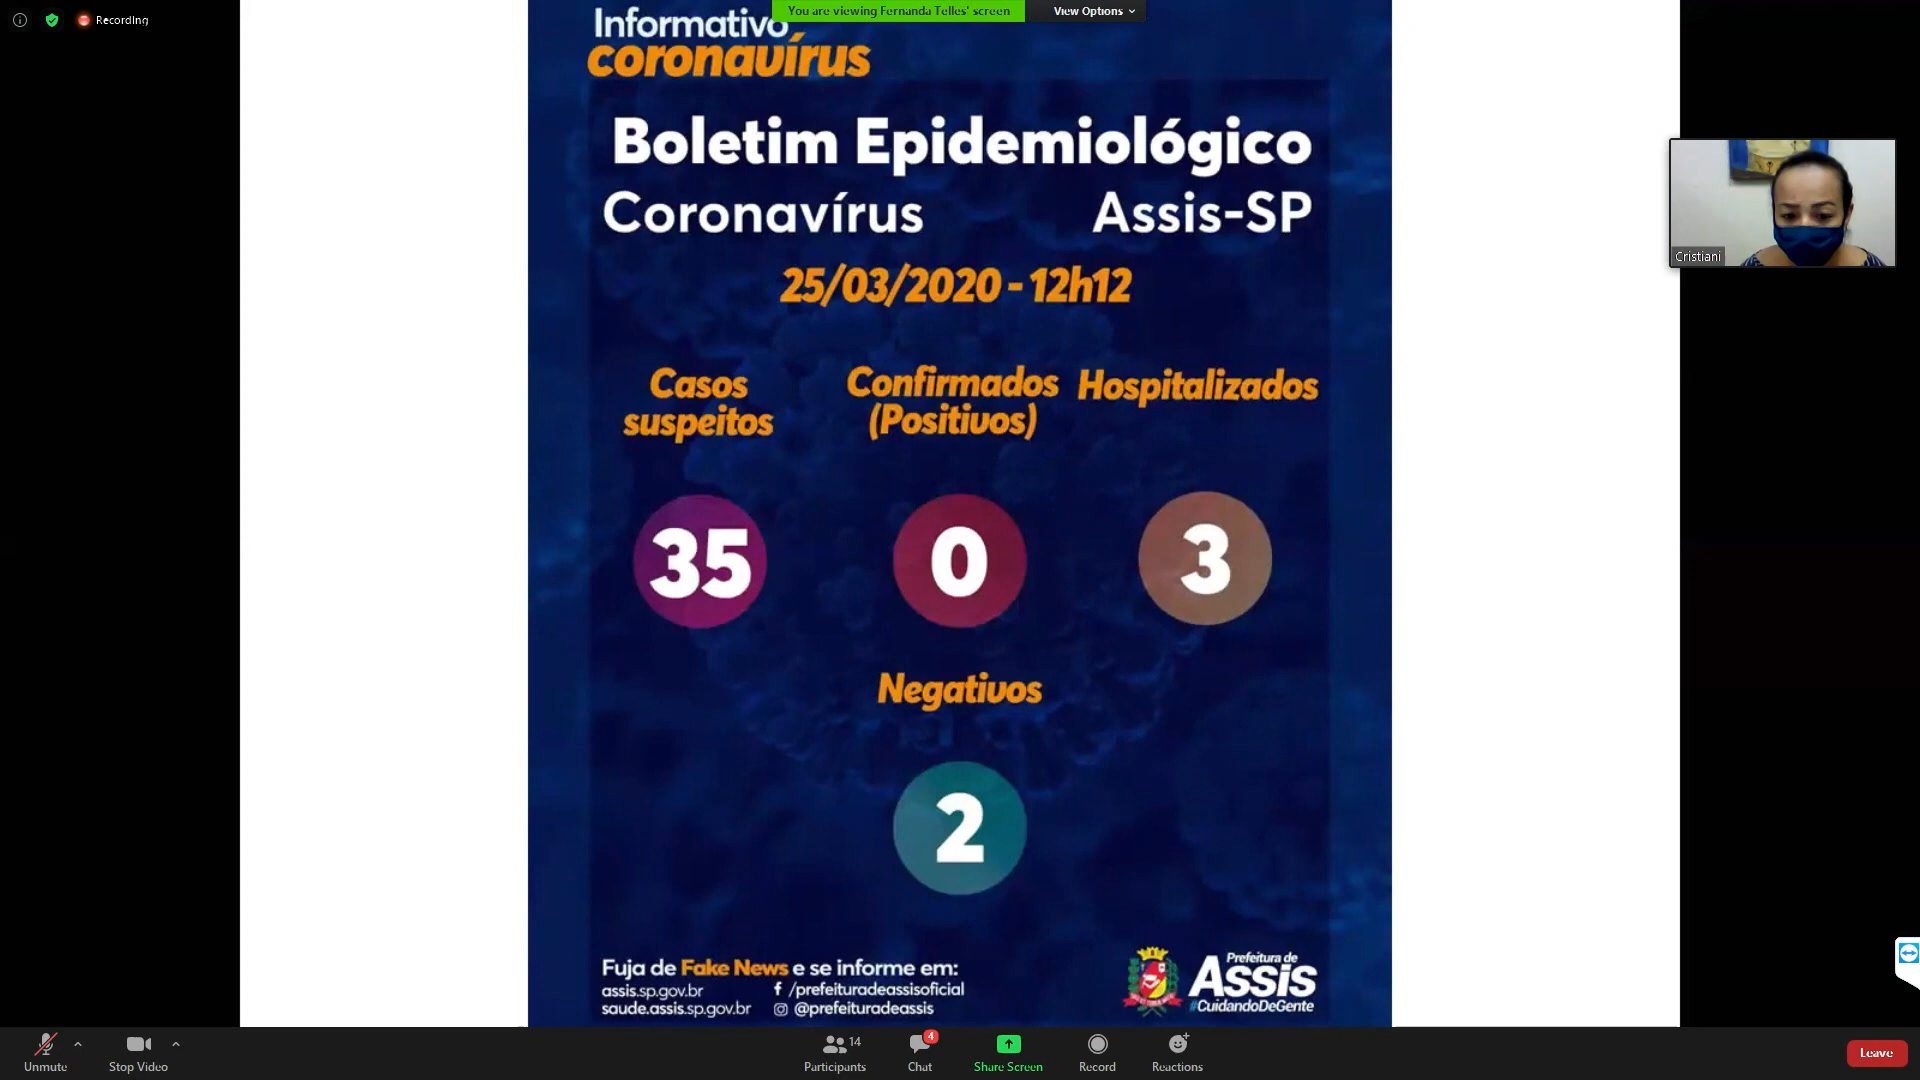 Recording
You are viewing Fernanda Telles' screen
View Options
Informativo
coronavírus
Boletim Epidemiológico
Coronavírus Assis-SP
25/03/2020 - 12h12
Casos suspeitos
Confirmados (Positivos)
Hospitalizados
35
0
3
Negativos
2
Fuja de Fake News e se informe em:
assis.sp.gov.br
/prefeituradeassisoficial
saude.assis.sp.gov.br
@prefeituradeassis
Prefeitura de
Assis
#CuidandoDeGente
Cristiani
Unmute
Stop Video
Participants
14
Chat
4
Share Screen
Record
Reactions
Leave